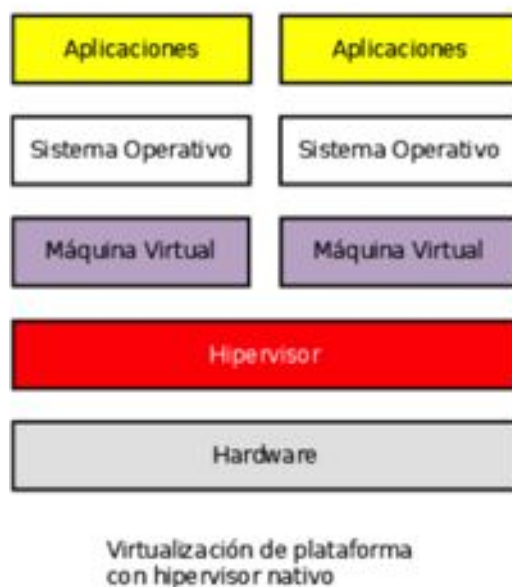 Aplicaciones Aplicaciones
Sistema Operativo Sistema Operativo
Máquina Virtual Máquina Virtual
Hipervisor
Hardware
Virtualización de plataforma
con hipervisor nativo